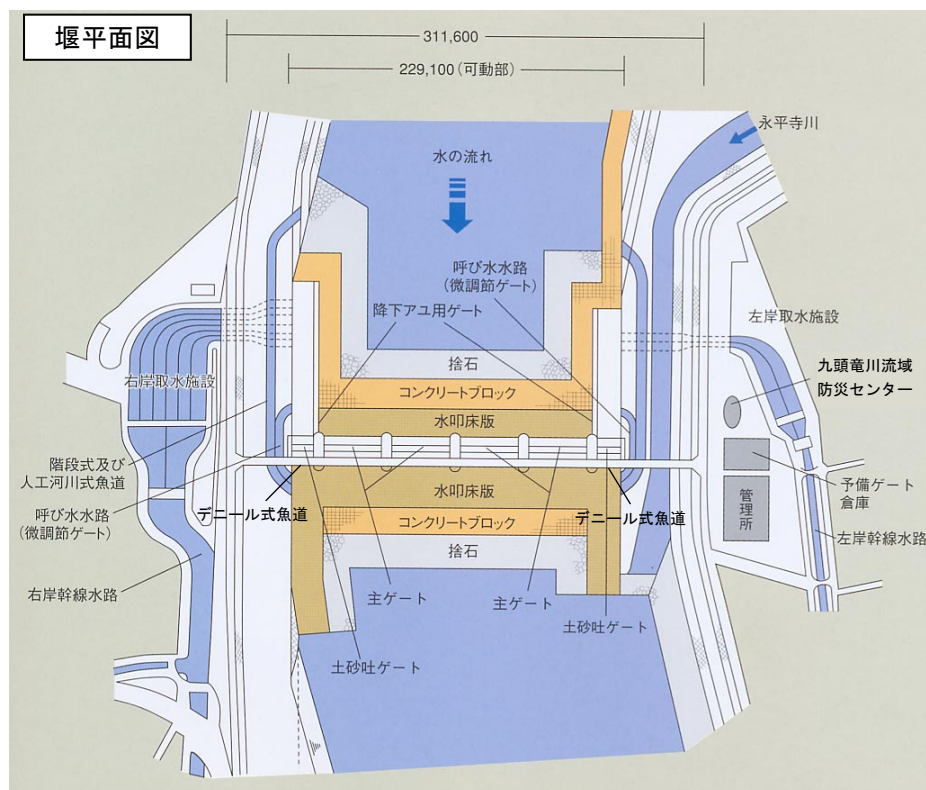 堰平面図
311,600
229,100(可動部)
永平寺川
水の流れ
呼び水水路
(微調節ゲート)
降下アユ用ゲート
左岸取水施設
捨石
九頭竜川流域
防災センター
右岸取水施設
コンクリートブロック
水叩床版
階段式及び
人工河川式魚道
呼び水水路
(微調節ゲート)
デニール式魚道
水叩床版
デニール式魚道
予備ゲート
倉庫
管理所
コンクリートブロック
左岸幹線水路
捨石
右岸幹線水路
主ゲート
主ゲート
土砂吐ゲート
土砂吐ゲート